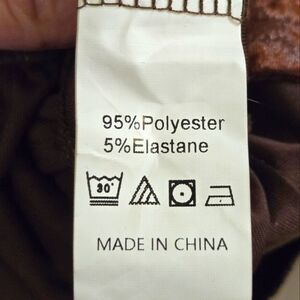 95%Polyester
5%Elastane
30°
MADE IN CHINA